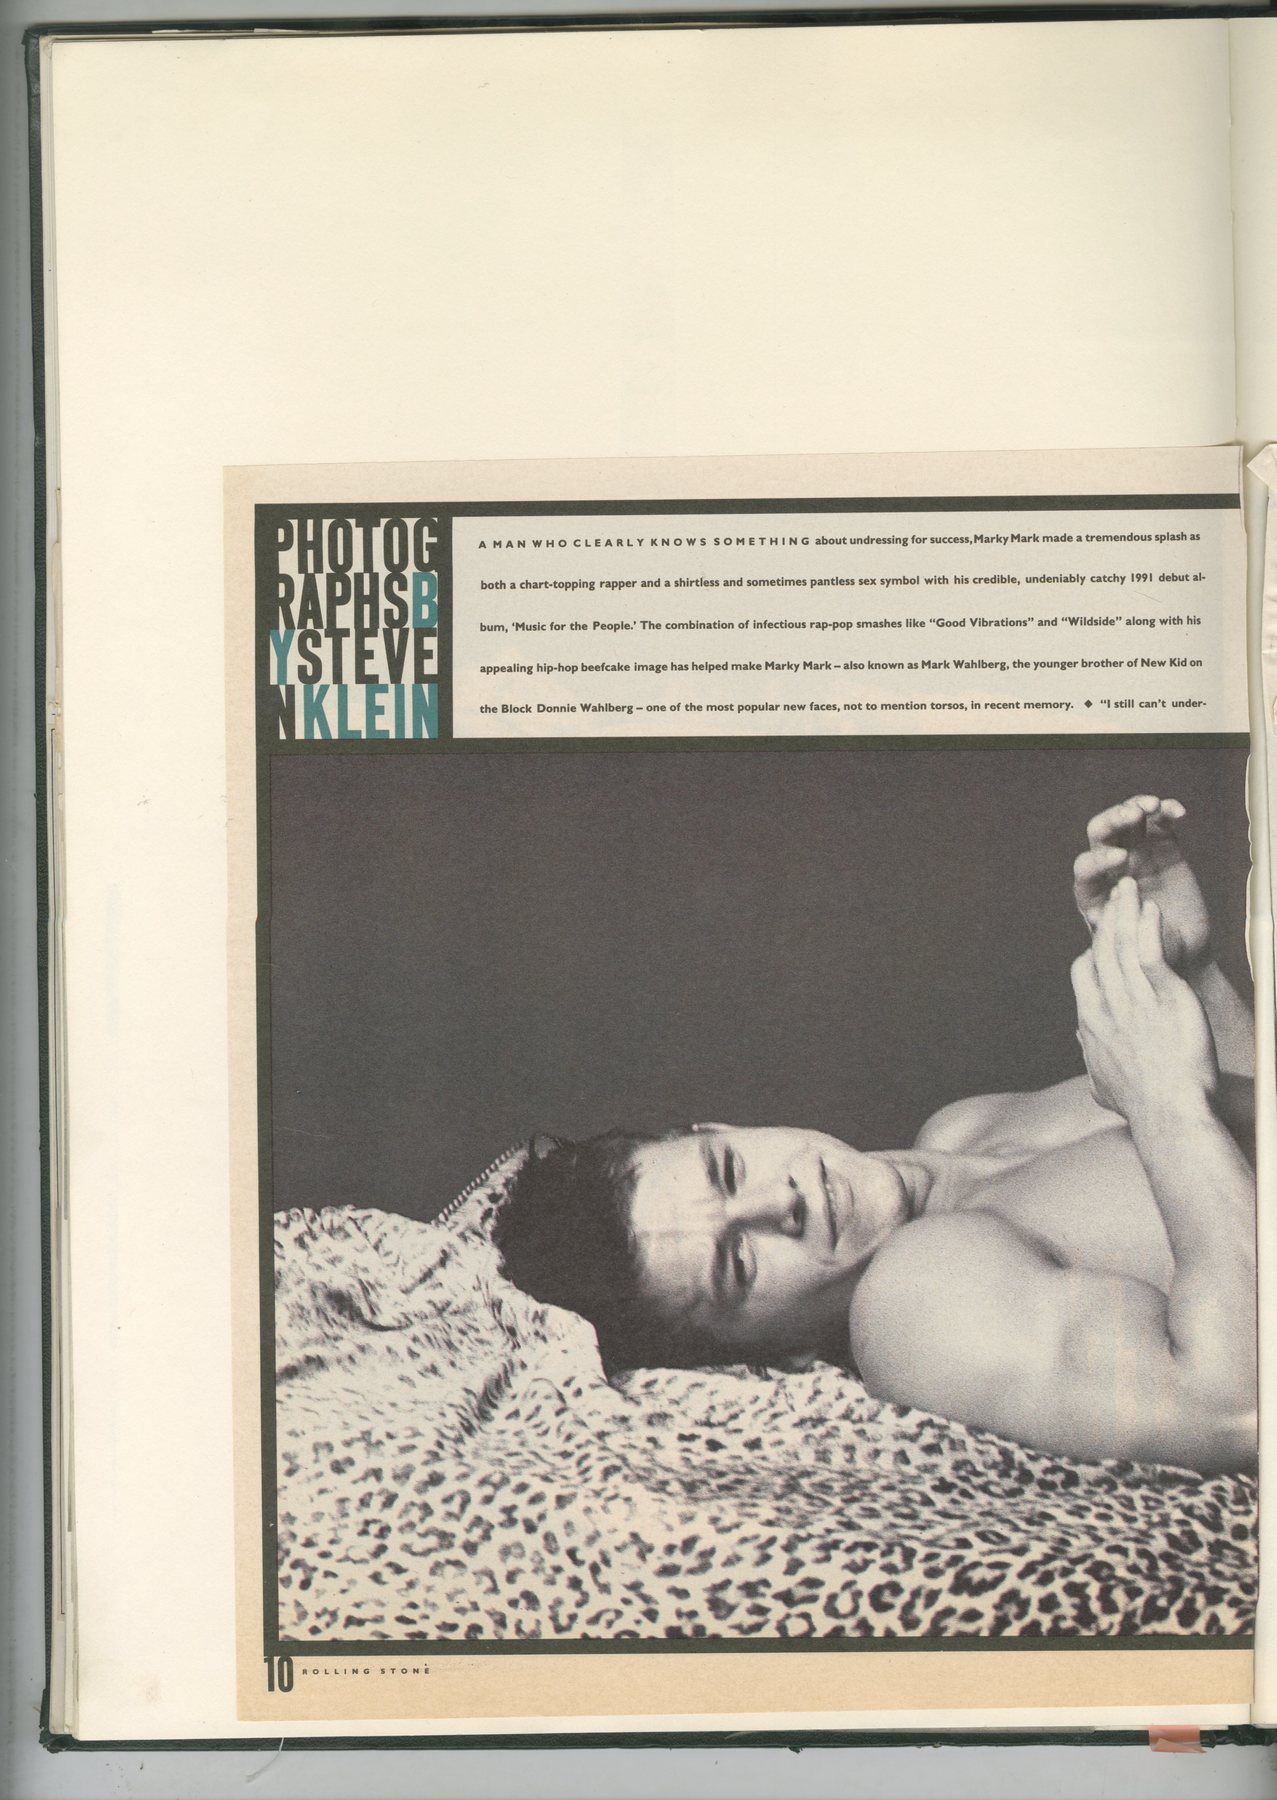 PHOTOG
RAPHSB
YSTEVE
NKLEIN
A MAN WHO CLEARLY KNOWS SOMETHING about undressing for success, Marky Mark made a tremendous splash as
both a chart-topping rapper and a shirtless and sometimes pantless sex symbol with his credible, undeniably catchy 1991 debut al-
bum, ‘Music for the People.’ The combination of infectious rap-pop smashes like “Good Vibrations” and “Wildside” along with his
appealing hip-hop beefcake image has helped make Marky Mark – also known as Mark Wahlberg, the younger brother of New Kid on
the Block Donnie Wahlberg – one of the most popular new faces, not to mention torsos, in recent memory. ◆ “I still can’t under-
10 ROLLING STONE